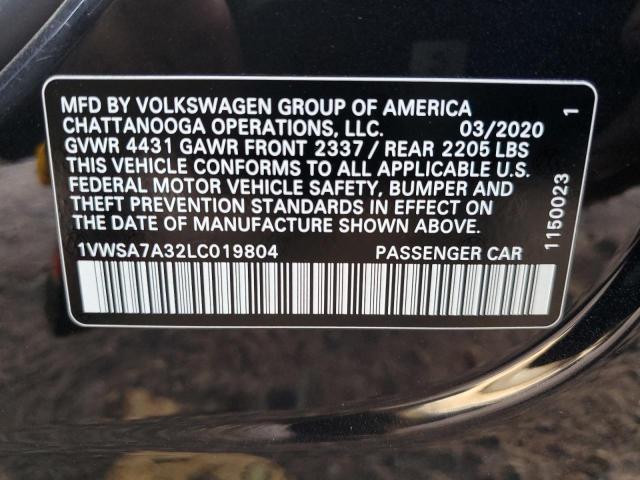 MFD BY VOLKSWAGEN GROUP OF AMERICA
CHATTANOOGA OPERATIONS, LLC. 03/2020
GVWR 4431 GAWR FRONT 2337 / REAR 2205 LBS
THIS VEHICLE CONFORMS TO ALL APPLICABLE U.S.
FEDERAL MOTOR VEHICLE SAFETY, BUMPER AND
THEFT PREVENTION STANDARDS IN EFFECT ON
THE DATE OF MANUFACTURE SHOWN ABOVE.
1VWSA7A32LC019804 PASSENGER CAR
1150023 1